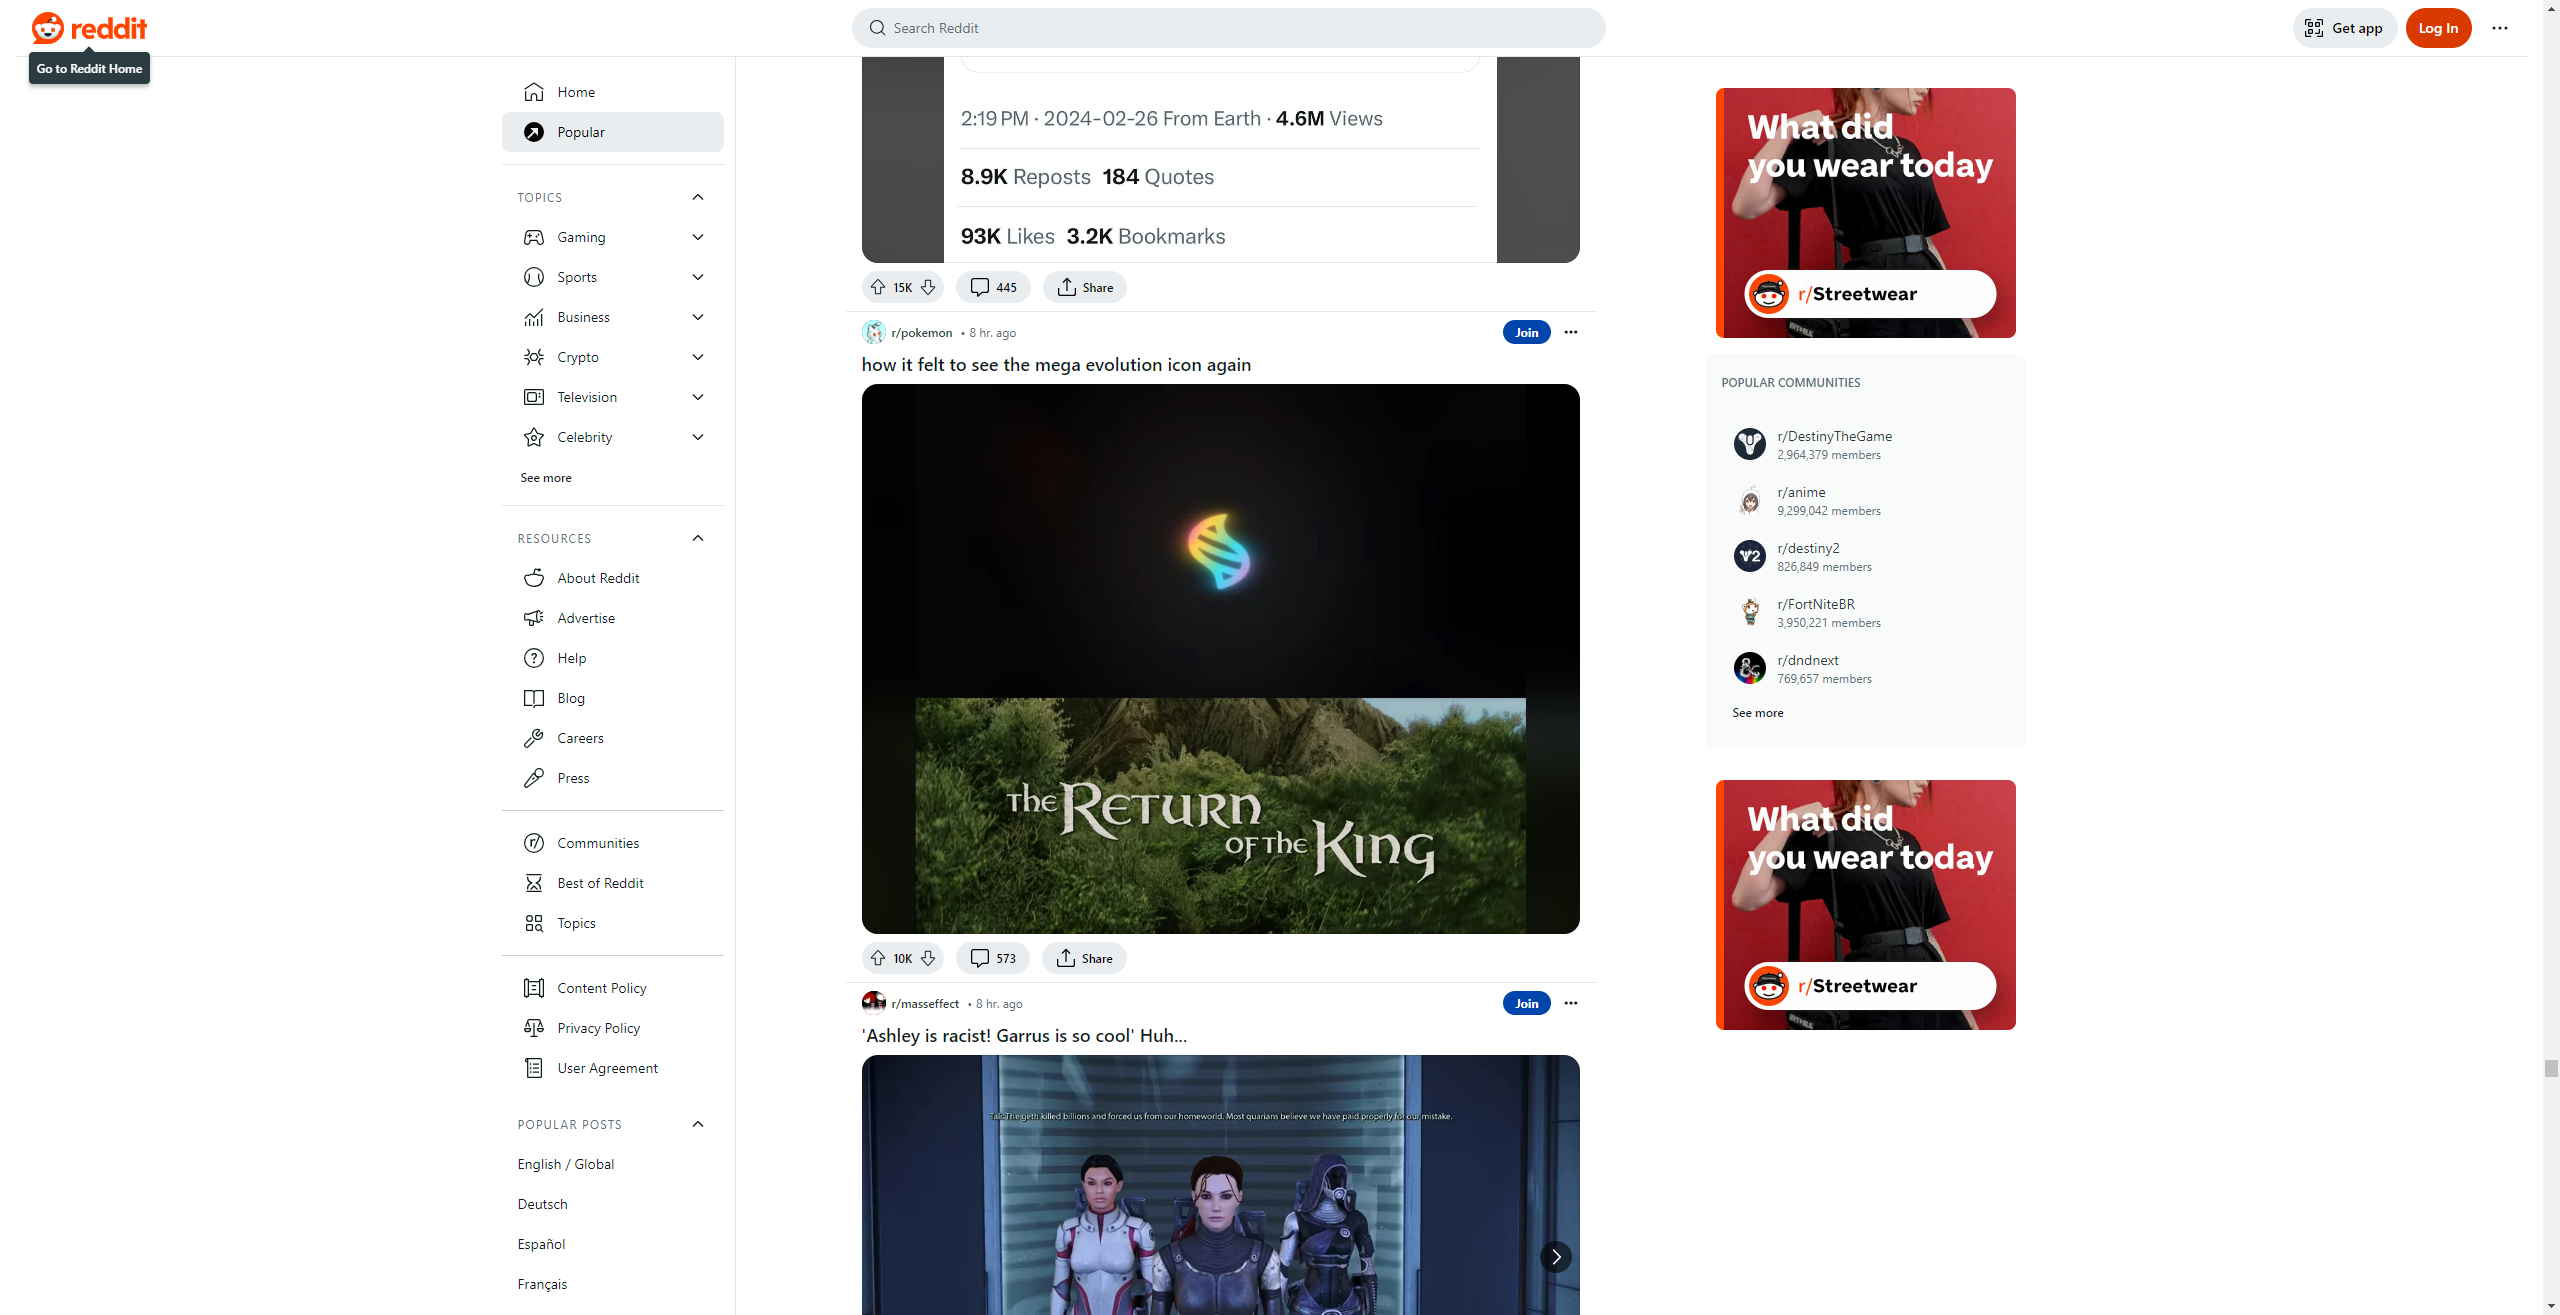 reddit
Search Reddit
Get app
Log In
Go to Reddit Home
Home
Popular
TOPICS
Gaming
Sports
Business
Crypto
Television
Celebrity
See more
RESOURCES
About Reddit
Advertise
Help
Blog
Careers
Press
Communities
Best of Reddit
Topics
Content Policy
Privacy Policy
User Agreement
POPULAR POSTS
English / Global
Deutsch
Español
Français
2:19 PM · 2024-02-26 From Earth · 4.6M Views
8.9K Reposts 184 Quotes
93K Likes 3.2K Bookmarks
15K
445
Share
r/pokemon • 8 hr. ago
Join
how it felt to see the mega evolution icon again
The Return
of the King
10K
573
Share
r/masseffect • 8 hr. ago
Join
'Ashley is racist! Garrus is so cool' Huh...
Tali: The geth killed billions and forced us from our homeworld. Most quarians believe we have paid properly for our mistake.
What did
you wear today
r/Streetwear
POPULAR COMMUNITIES
r/DestinyTheGame
2,964,379 members
r/anime
9,299,042 members
r/destiny2
826,849 members
r/FortNiteBR
3,950,221 members
r/dndnext
769,657 members
See more
What did
you wear today
r/Streetwear